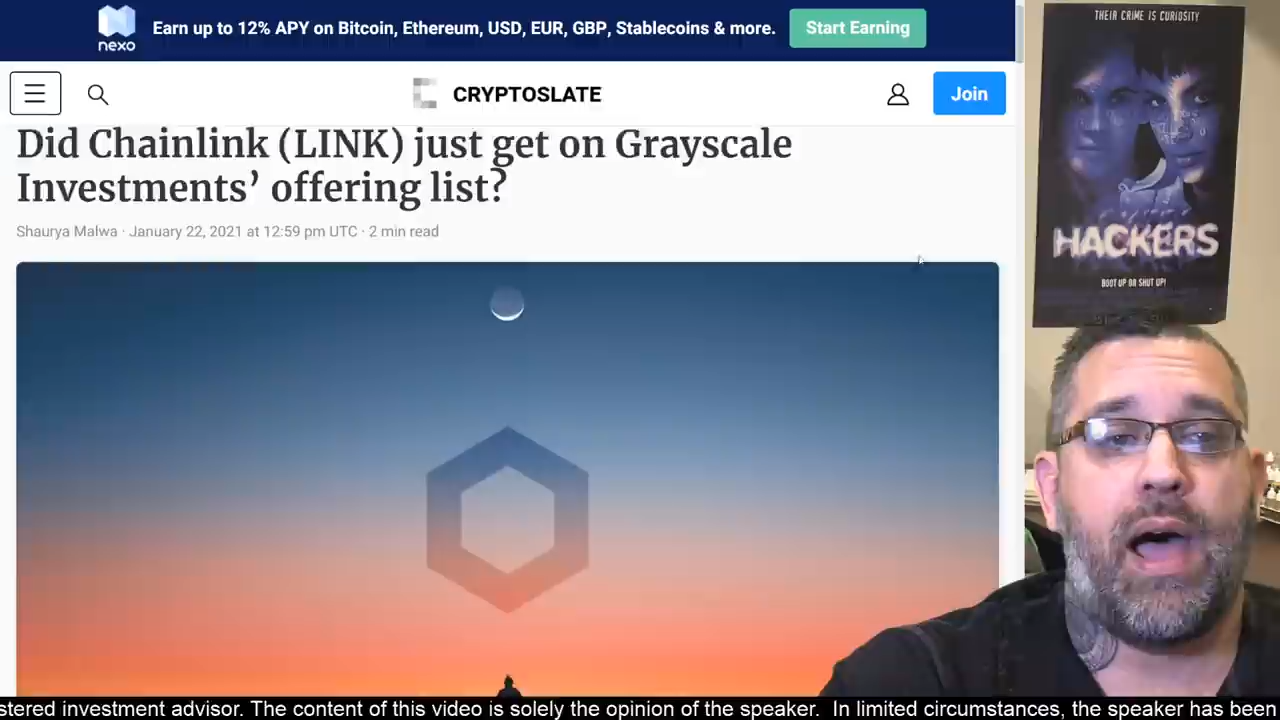 nexo
Earn up to 12% APY on Bitcoin, Ethereum, USD, EUR, GBP, Stablecoins & more.
Start Earning
CRYPTOSLATE
Join
Did Chainlink (LINK) just get on Grayscale
Investments’ offering list?
Shaurya Malwa · January 22, 2021 at 12:59 pm UTC · 2 min read
THEIR CRIME IS CURIOSITY
HACKERS
BOOT UP OR SHUT UP!
stered investment advisor. The content of this video is solely the opinion of the speaker. In limited circumstances, the speaker has been